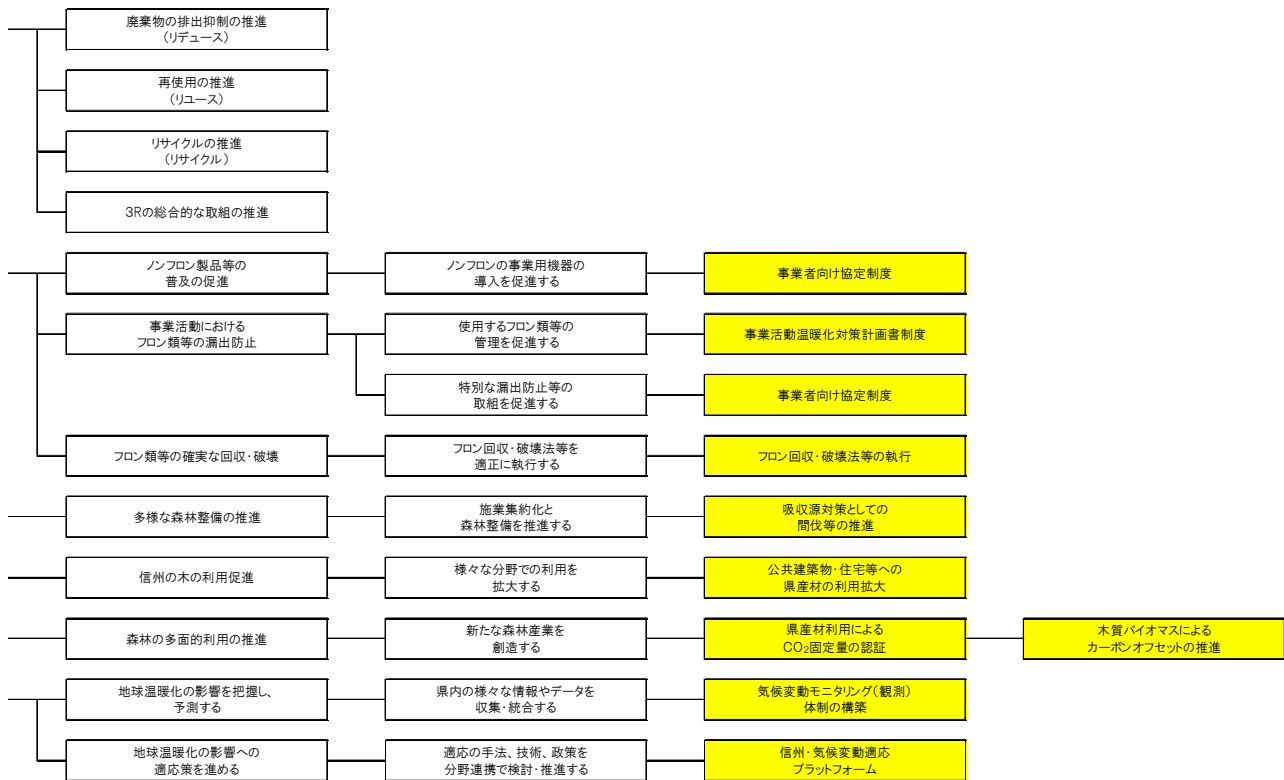 廃棄物の排出抑制の推進
(リデュース)
再使用の推進
(リユース)
リサイクルの推進
(リサイクル)
3Rの総合的な取組の推進
ノンフロン製品等の
普及の促進
ノンフロンの事業用機器の
導入を促進する
事業者向け協定制度
事業活動における
フロン類等の漏出防止
使用するフロン類等の
管理を促進する
事業活動温暖化対策計画書制度
特別な漏出防止等の
取組を促進する
事業者向け協定制度
フロン類等の確実な回収・破壊
フロン回収・破壊法等を
適正に執行する
フロン回収・破壊法等の執行
多様な森林整備の推進
施業集約化と
森林整備を推進する
吸収源対策としての
間伐等の推進
信州の木の利用促進
様々な分野での利用を
拡大する
公共建築物・住宅等への
県産材の利用拡大
森林の多面的利用の推進
新たな森林産業を
創造する
県産材利用による
CO₂固定量の認証
木質バイオマスによる
カーボンオフセットの推進
地球温暖化の影響を把握し、
予測する
県内の様々な情報やデータを
収集・統合する
気候変動モニタリング(観測)
体制の構築
地球温暖化の影響への
適応策を進める
適応の手法、技術、政策を
分野連携で検討・推進する
信州・気候変動適応
プラットフォーム